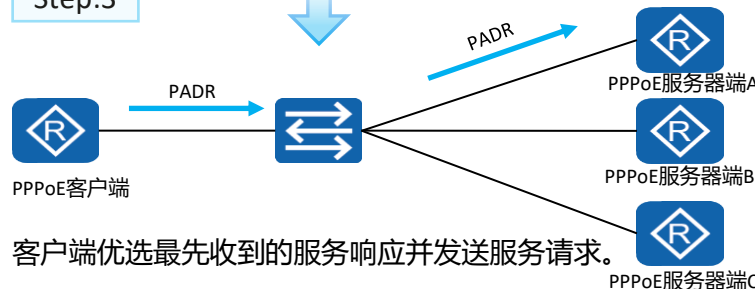 Step.3
PADR
PADR
R
PPPoE服务器端A
R
R
PPPoE客户端
PPPoE服务器端B
R
客户端优选最先收到的服务响应并发送服务请求。
PPPoE服务器端C